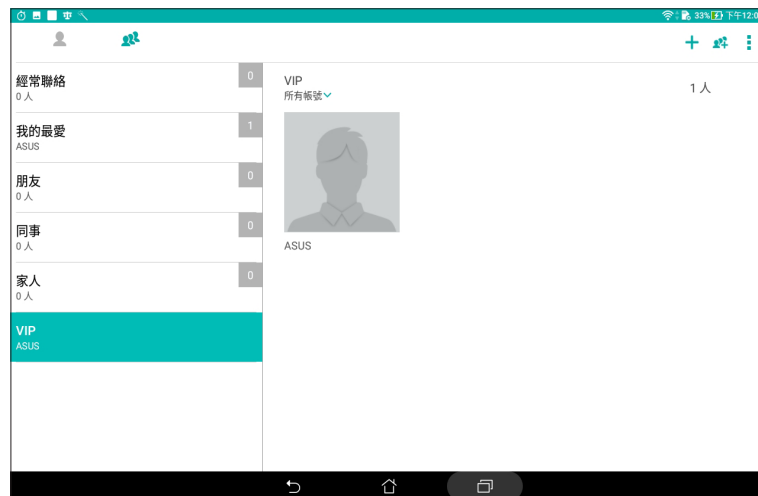 33% 下午12:0
經常聯絡 0
0 人
我的最愛 1
ASUS
朋友 0
0 人
同事 0
0 人
家人 0
0 人
VIP
ASUS
VIP
所有帳號
1 人
ASUS